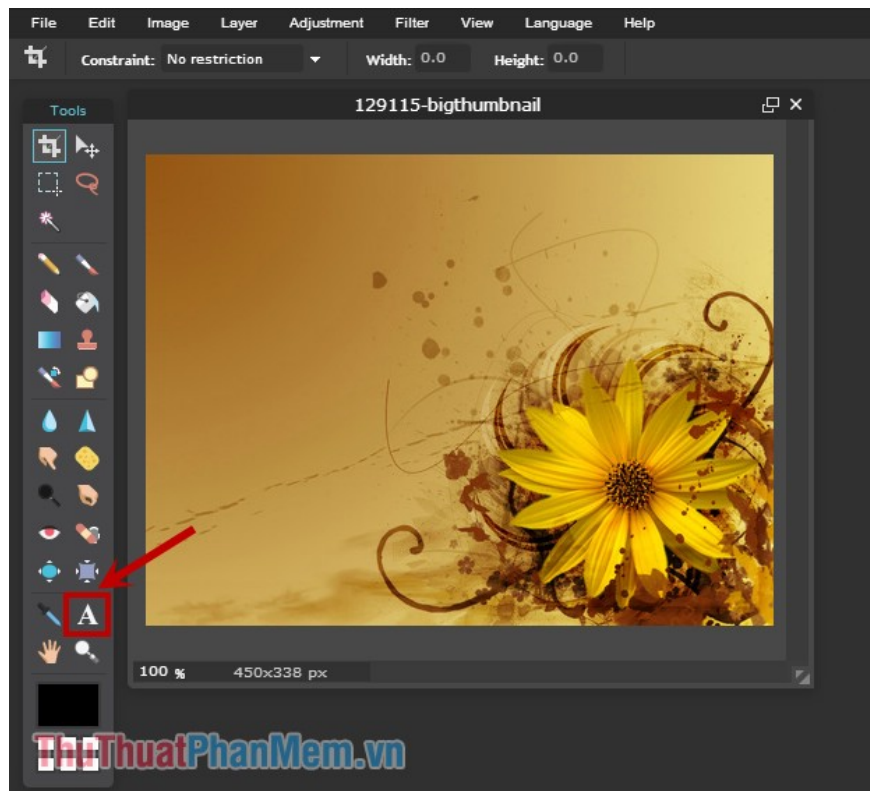 File Edit Image Layer Adjustment Filter View Language Help
Constraint: No restriction Width: 0.0 Height: 0.0
Tools
129115-bigthumbnail
A
100 % 450x338 px
ThuThuatPhanMem.vn